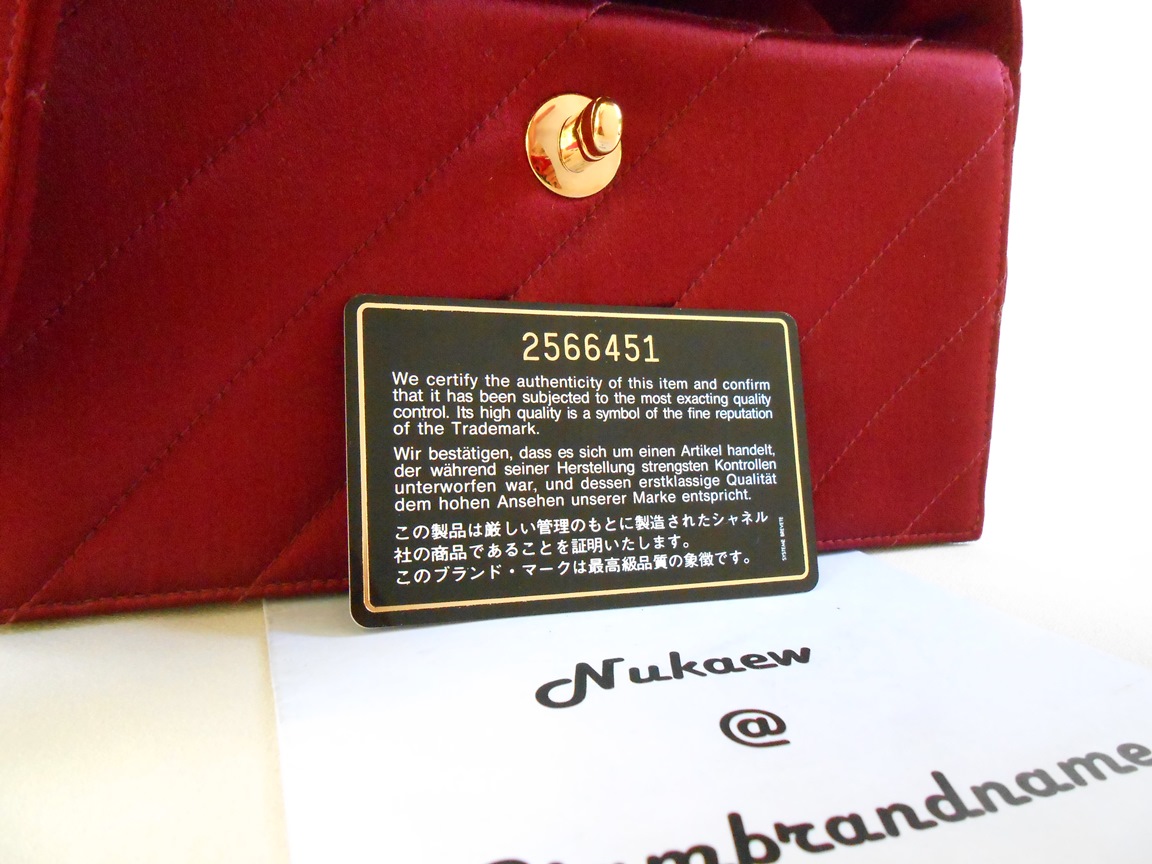 2566451
We certify the authenticity of this item and confirm
that it has been subjected to the most exacting quality
control. Its high quality is a symbol of the fine reputation
of the Trademark.
Wir bestätigen, dass es sich um einen Artikel handelt,
der während seiner Herstellung strengsten Kontrollen
unterworfen war, und dessen erstklassige Qualität
dem hohen Ansehen unserer Marke entspricht.
この製品は厳しい管理のもとに製造されたシャネル
社の商品であることを証明いたします。
このブランド・マークは最高級品質の象徴です。
SYSTEME BREVETE
Nukaew
@